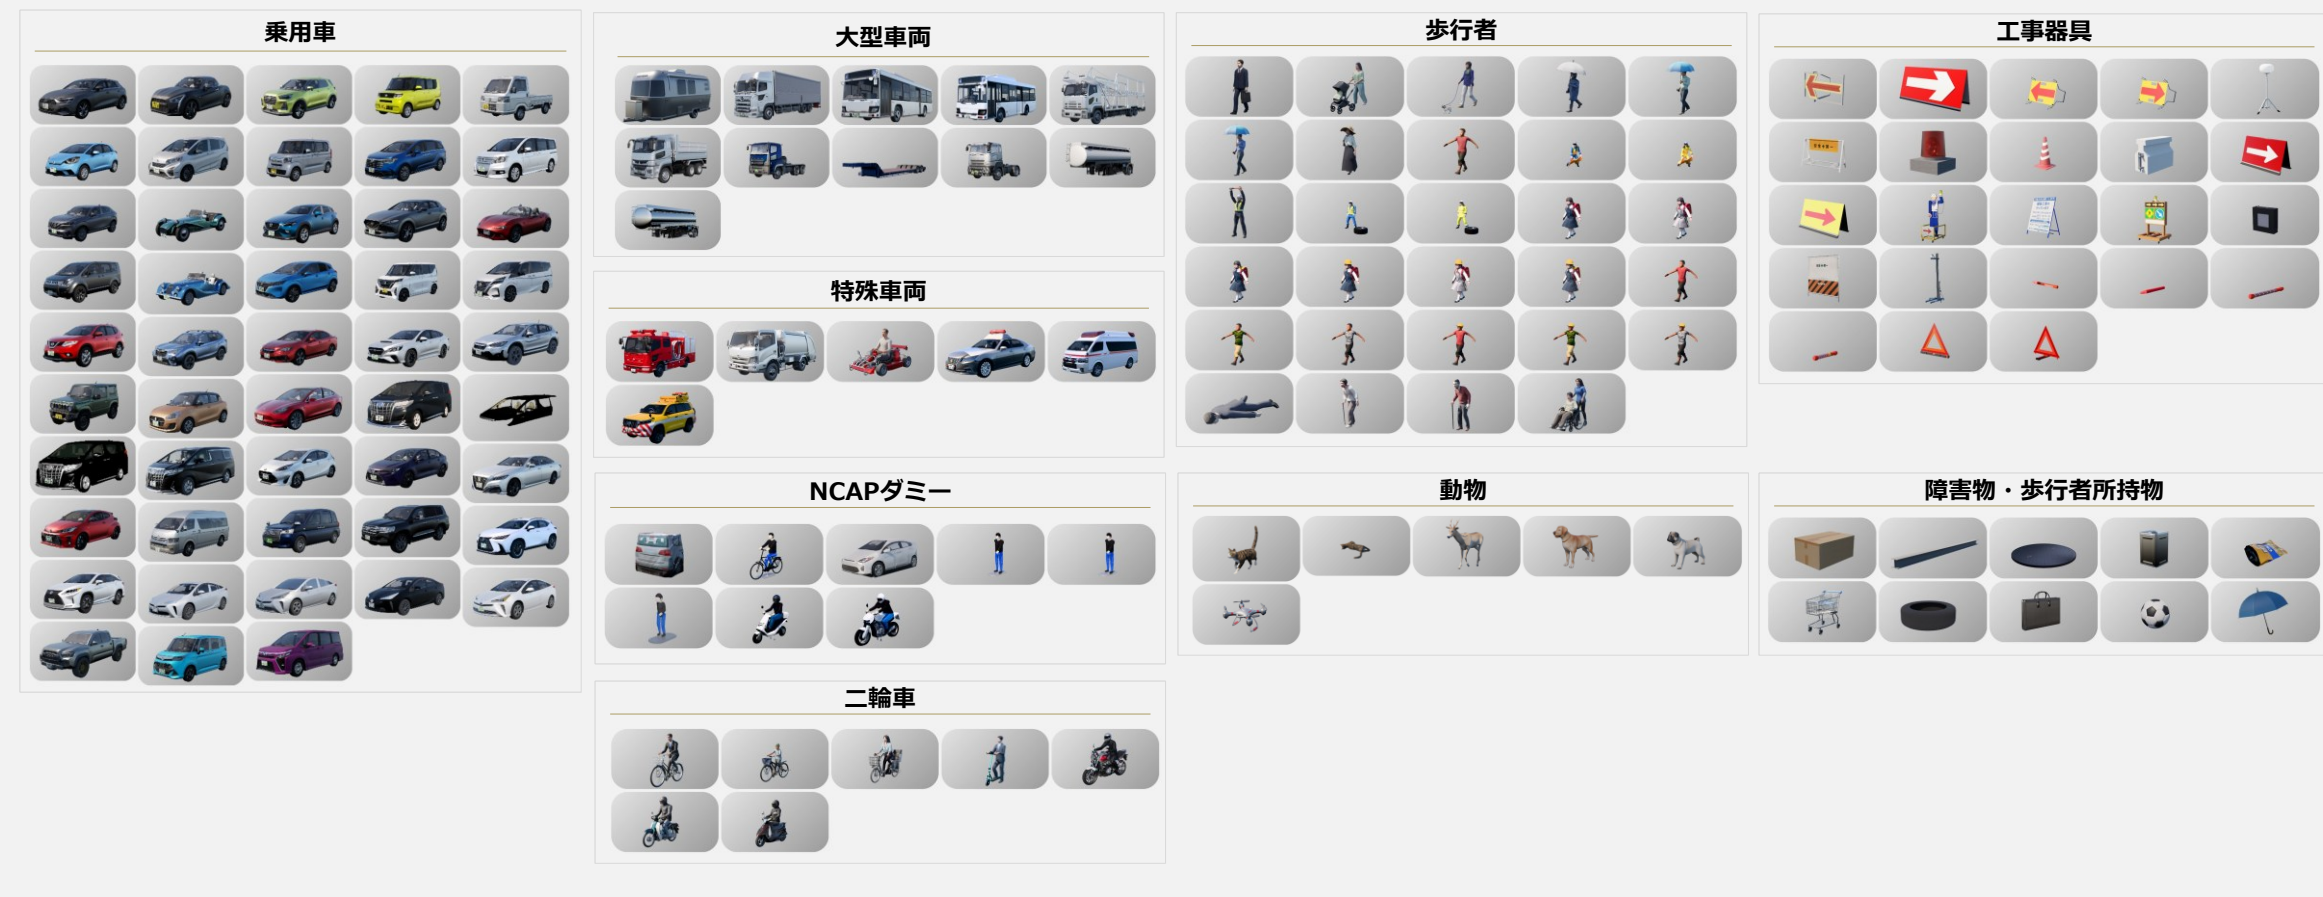 乗用車
大型車両
特殊車両
NCAPダミー
二輪車
歩行者
動物
工事器具
障害物・歩行者所持物